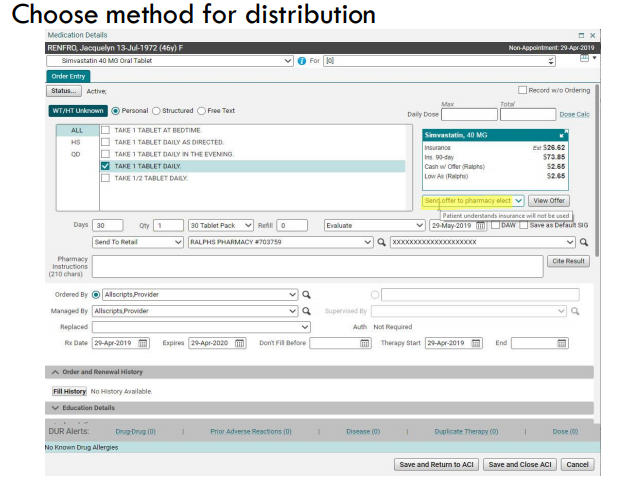 Choose method for distribution
Medication Details
RENFRO, Jacquelyn 13-Jul-1972 (46y) F Non-Appointment: 29-Apr-2019
Simvastatin 40 MG Oral Tablet For [0]
Order Entry
Status... Active; Record w/o Ordering
WT/HT Unknown Personal Structured Free Text Max Total
Daily Dose Dose Calc
ALL TAKE 1 TABLET AT BEDTIME.
HS TAKE 1 TABLET DAILY AS DIRECTED.
QD TAKE 1 TABLET DAILY IN THE EVENING.
TAKE 1 TABLET DAILY.
TAKE 1/2 TABLET DAILY.
Simvastatin, 40 MG
Insurance Est $26.62
Ins. 90-day $73.85
Cash w/ Offer (Ralphs) $2.65
Low As (Ralphs) $2.65
Send offer to pharmacy elect View Offer
Patient understands insurance will not be used
Days 30 Qty 1 30 Tablet Pack Refill 0 Evaluate 29-May-2019 DAW Save as Default SIG
Send To Retail RALPHS PHARMACY #703759 XXXXXXXXXXXXXXXXXXXX
Pharmacy
Instructions
(210 chars)
Cite Result
Ordered By Allscripts,Provider
Managed By Allscripts,Provider Supervised By
Replaced Auth Not Required
Rx Date 29-Apr-2019 Expires 29-Apr-2020 Don't Fill Before Therapy Start 29-Apr-2019 End
Order and Renewal History
Fill History No History Available.
Education Details
DUR Alerts: Drug-Drug (0) | Prior Adverse Reactions (0) | Disease (0) | Duplicate Therapy (0) | Dose (0)
No Known Drug Allergies
Save and Return to ACI Save and Close ACI Cancel